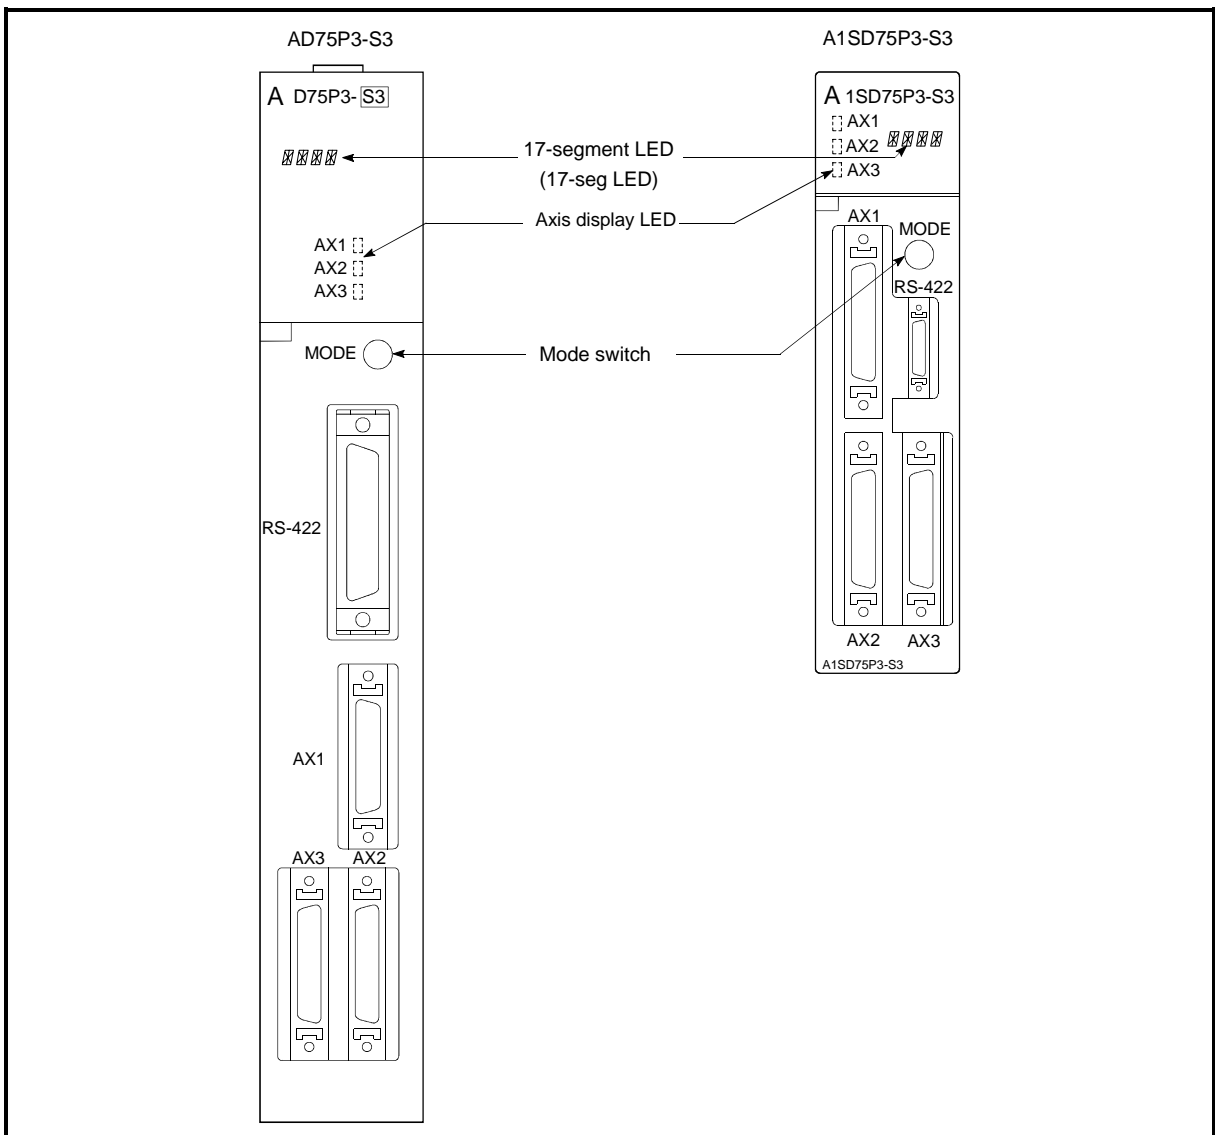 AD75P3-S3
A1SD75P3-S3
A D75P3- S3
A 1SD75P3-S3
AX1
AX2
AX3
17-segment LED
(17-seg LED)
Axis display LED
AX1
AX2
AX3
AX1
MODE
RS-422
MODE
Mode switch
RS-422
AX2 AX3
A1SD75P3-S3
AX1
AX3 AX2